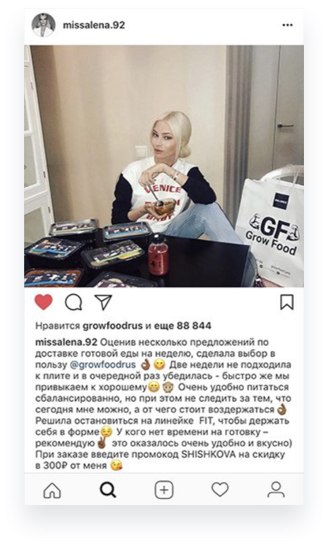 missalena.92
VENICE
GF
Grow Food
Нравится growfoodrus и еще 88 844
missalena.92 Оценив несколько предложений по
доставке готовой еды на неделю, сделала выбор в
пользу @growfoodrus 👌🏾😋 Две недели не подходила
к плите и в очередной раз убедилась - быстро же мы
привыкаем к хорошему😋🙊 Очень удобно питаться
сбалансированно, но при этом не следить за тем, что
сегодня мне можно, а от чего стоит воздержаться👌🏾
Решила остановиться на линейке FIT, чтобы держать
себя в форме😌 У кого нет времени на готовку –
рекомендую✌🏾 это оказалось очень удобно и вкусно)
При заказе введите промокод SHISHKOVA на скидку
в 300₽ от меня 😘